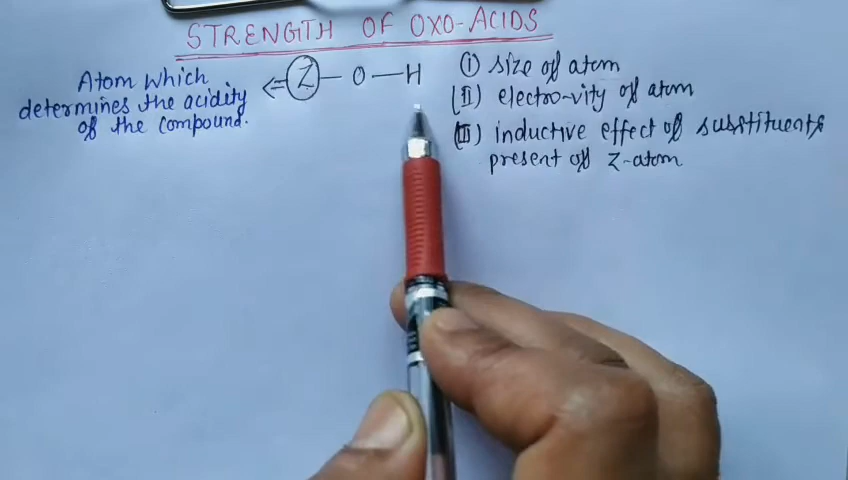 STRENGTH OF OXO-ACIDS
Atom which
determines the acidity
of the compound.
⇐ Z — O — H
(i) size of atom
(II) electro-vity of atom
(III) inductive effect of sustituents
present of Z-atom